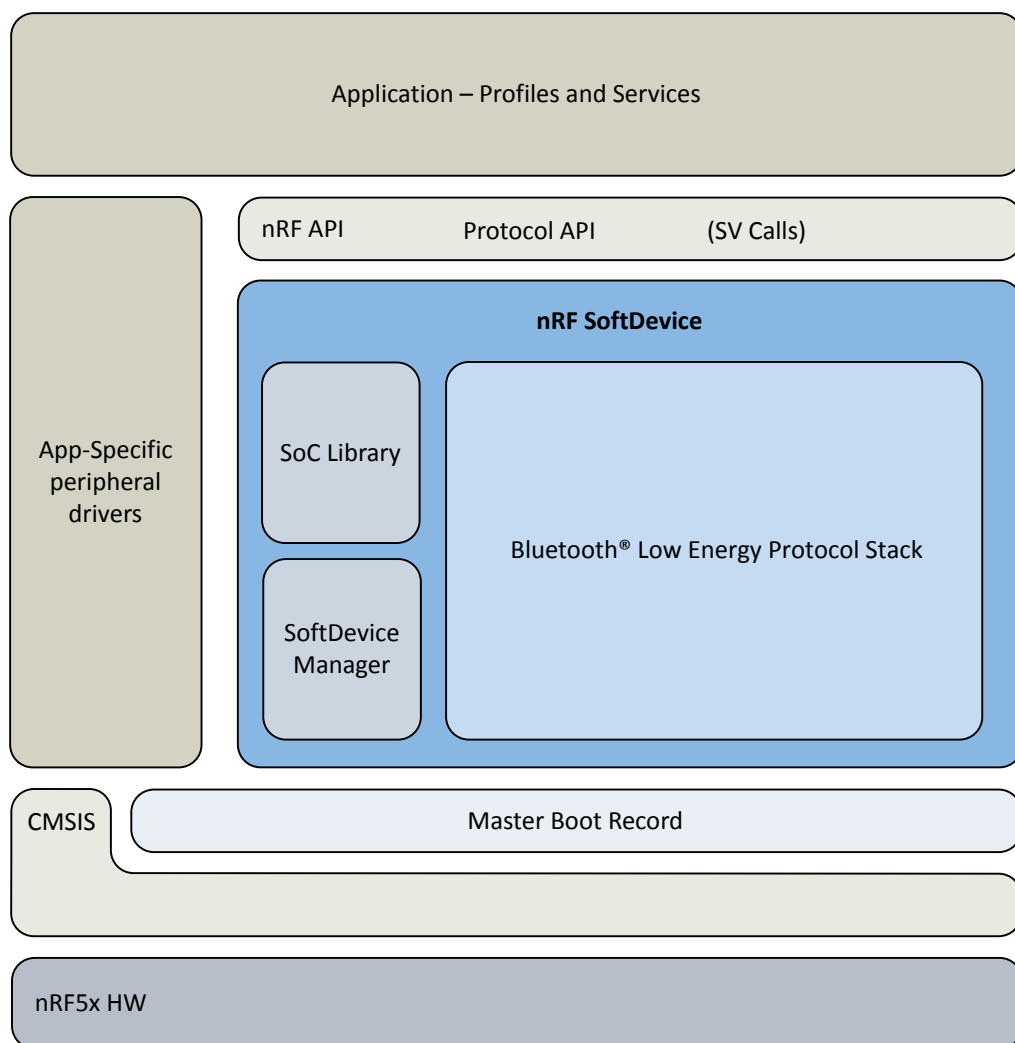 Application – Profiles and Services
nRF API Protocol API (SV Calls)
nRF SoftDevice
App-Specific
peripheral
drivers
SoC Library
SoftDevice
Manager
Bluetooth® Low Energy Protocol Stack
CMSIS
Master Boot Record
nRF5x HW